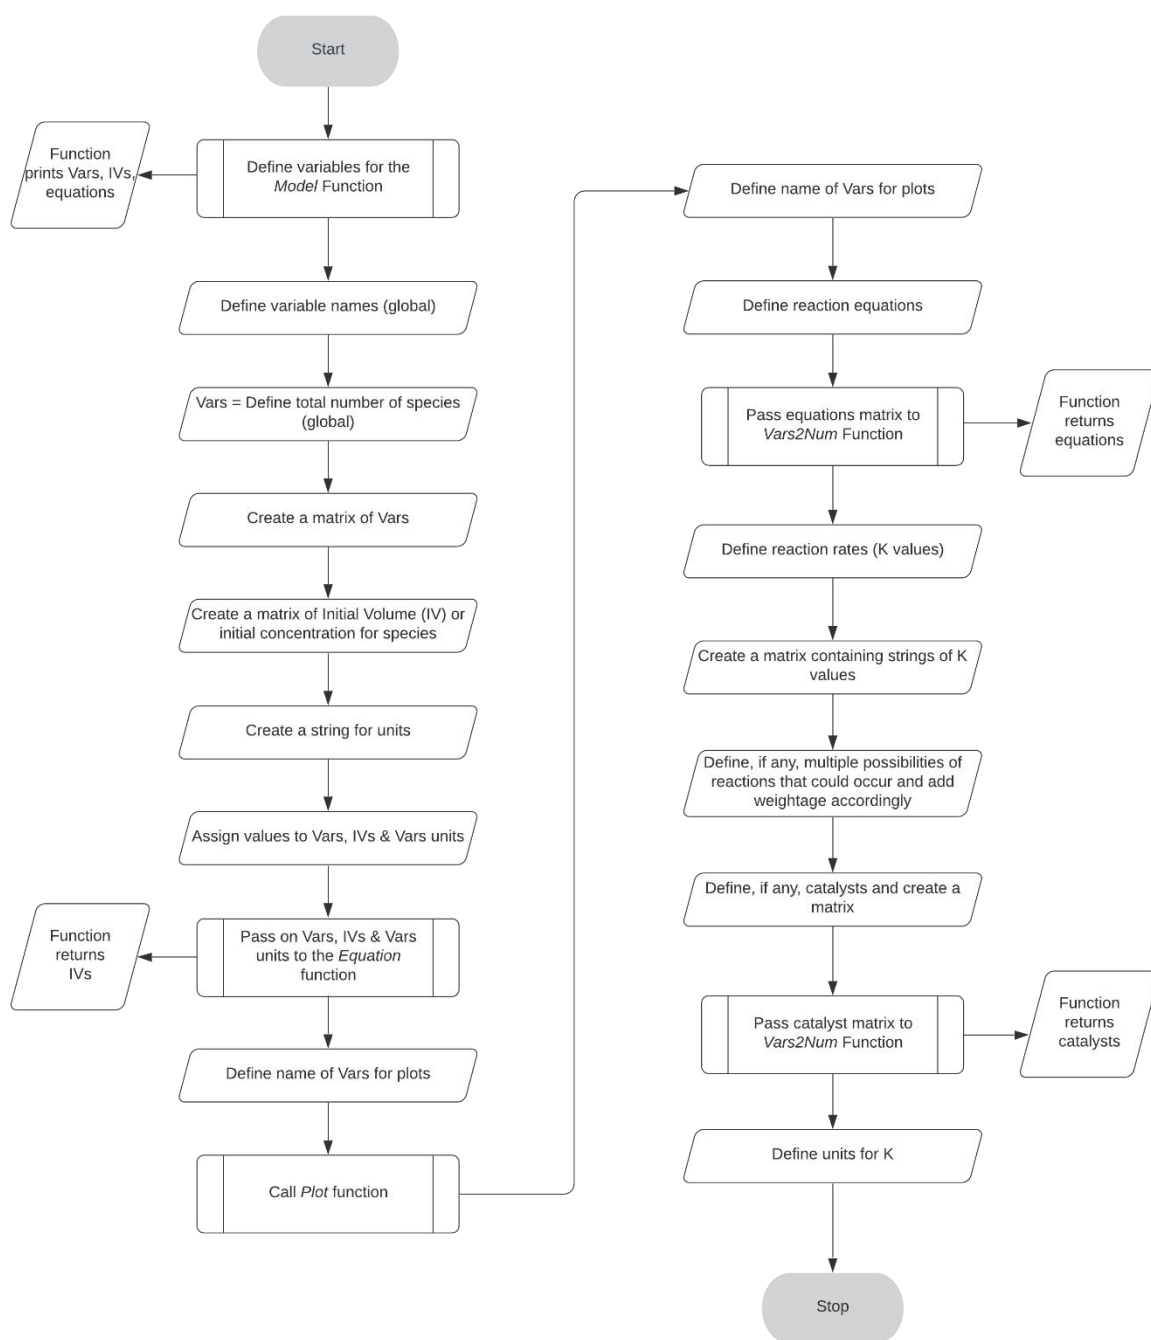 Start
Function
prints Vars, IVs,
equations
Define variables for the
Model Function
Define variable names (global)
Vars = Define total number of species
(global)
Create a matrix of Vars
Create a matrix of Initial Volume (IV) or
initial concentration for species
Create a string for units
Assign values to Vars, IVs & Vars units
Function
returns
IVs
Pass on Vars, IVs & Vars
units to the Equation
function
Define name of Vars for plots
Call Plot function
Define name of Vars for plots
Define reaction equations
Pass equations matrix to
Vars2Num Function
Function
returns
equations
Define reaction rates (K values)
Create a matrix containing strings of K
values
Define, if any, multiple possibilities of
reactions that could occur and add
weightage accordingly
Define, if any, catalysts and create a
matrix
Pass catalyst matrix to
Vars2Num Function
Function
returns
catalysts
Define units for K
Stop